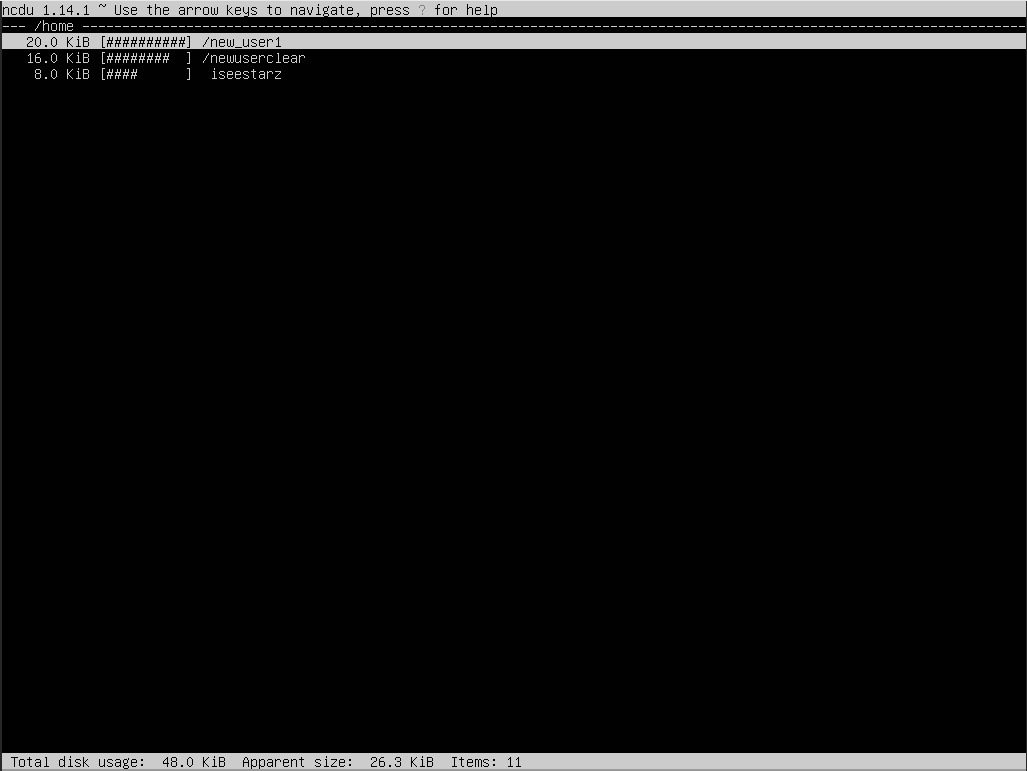 ncdu 1.14.1 ~ Use the arrow keys to navigate, press ? for help
--- /home ----------------------------------------------------------------------------------------------------------------------
   20.0 KiB [##########] /new_user1
   16.0 KiB [########  ] /newuserclear
    8.0 KiB [####      ]  iseestarz
 Total disk usage:  48.0 KiB  Apparent size:  26.3 KiB  Items: 11